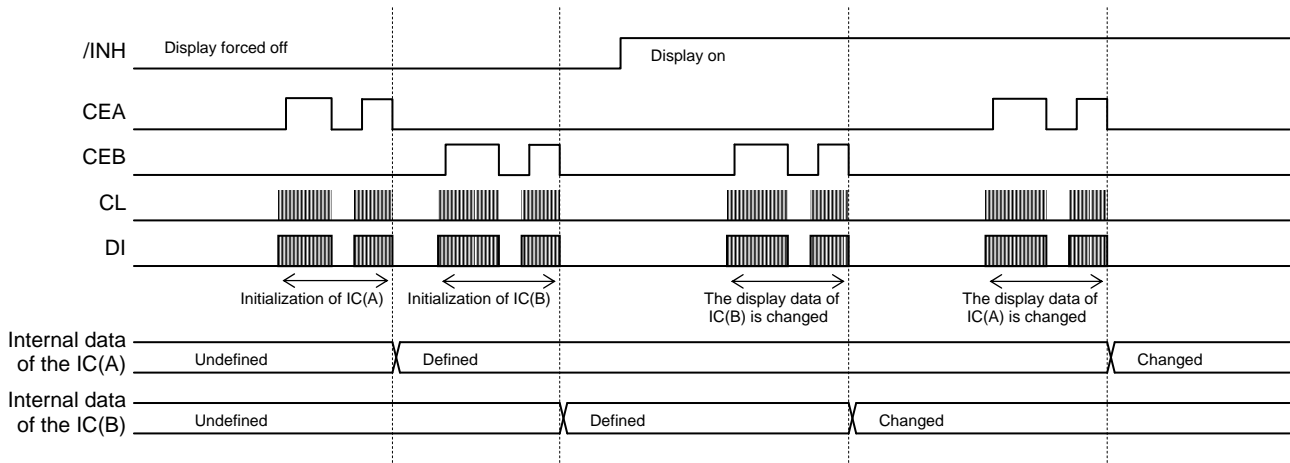 /INH
Display forced off
Display on
CEA
CEB
CL
DI
Initialization of IC(A)
Initialization of IC(B)
The display data of
IC(B) is changed
The display data of
IC(A) is changed
Internal data
of the IC(A)
Undefined
Defined
Changed
Internal data
of the IC(B)
Undefined
Defined
Changed